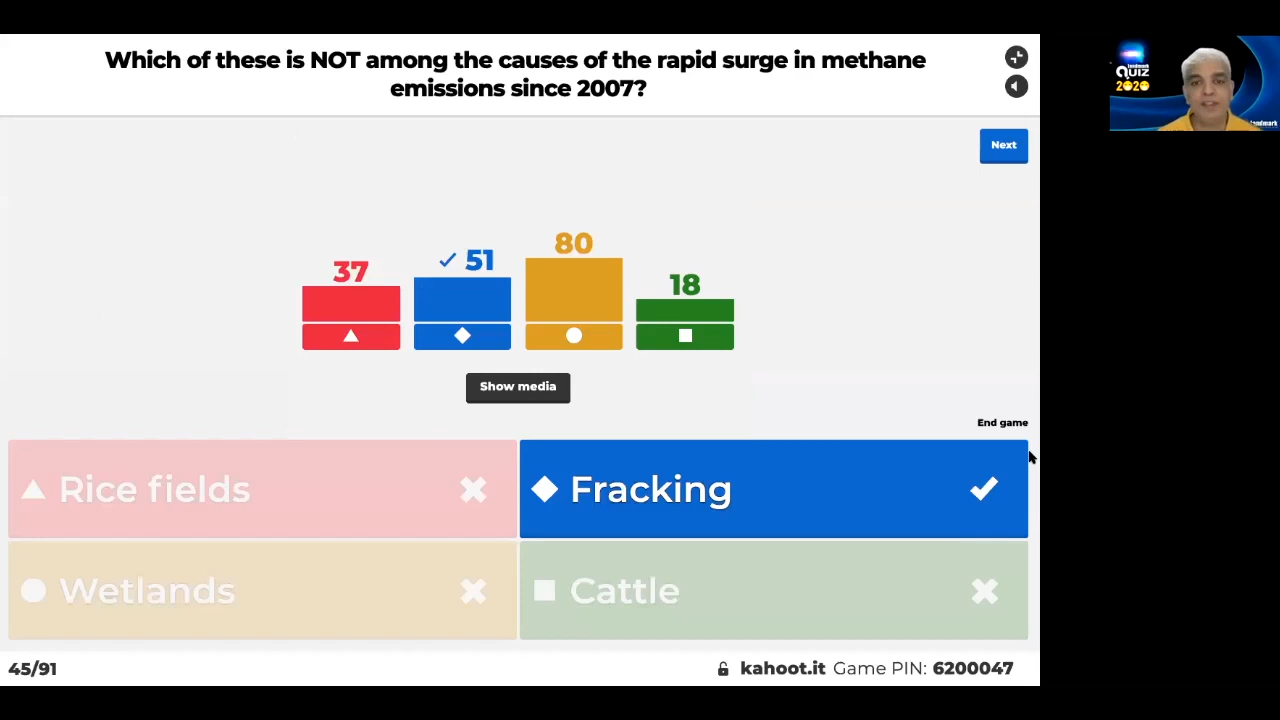 Which of these is NOT among the causes of the rapid surge in methane
emissions since 2007?
Next
37
51
80
18
Show media
End game
Rice fields
Fracking
Wetlands
Cattle
45/91
kahoot.it Game PIN: 6200047
landmark
QUIZ
2020
landmark